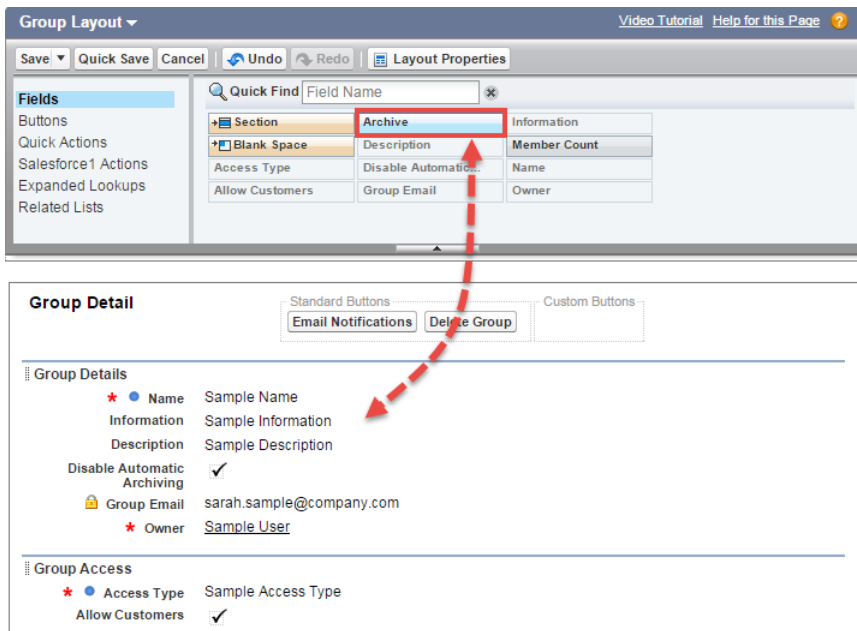 Group Layout Video Tutorial Help for this Page ?
Save Quick Save Cancel Undo Redo Layout Properties
Fields
Buttons
Quick Actions
Salesforce1 Actions
Expanded Lookups
Related Lists
Quick Find Field Name
Section Archive Information
Blank Space Description Member Count
Access Type Disable Automatic... Name
Allow Customers Group Email Owner
Group Detail
Standard Buttons Custom Buttons
Email Notifications Delete Group
Group Details
* Name Sample Name
Information Sample Information
Description Sample Description
Disable Automatic
Archiving
Group Email sarah.sample@company.com
* Owner Sample User
Group Access
* Access Type Sample Access Type
Allow Customers